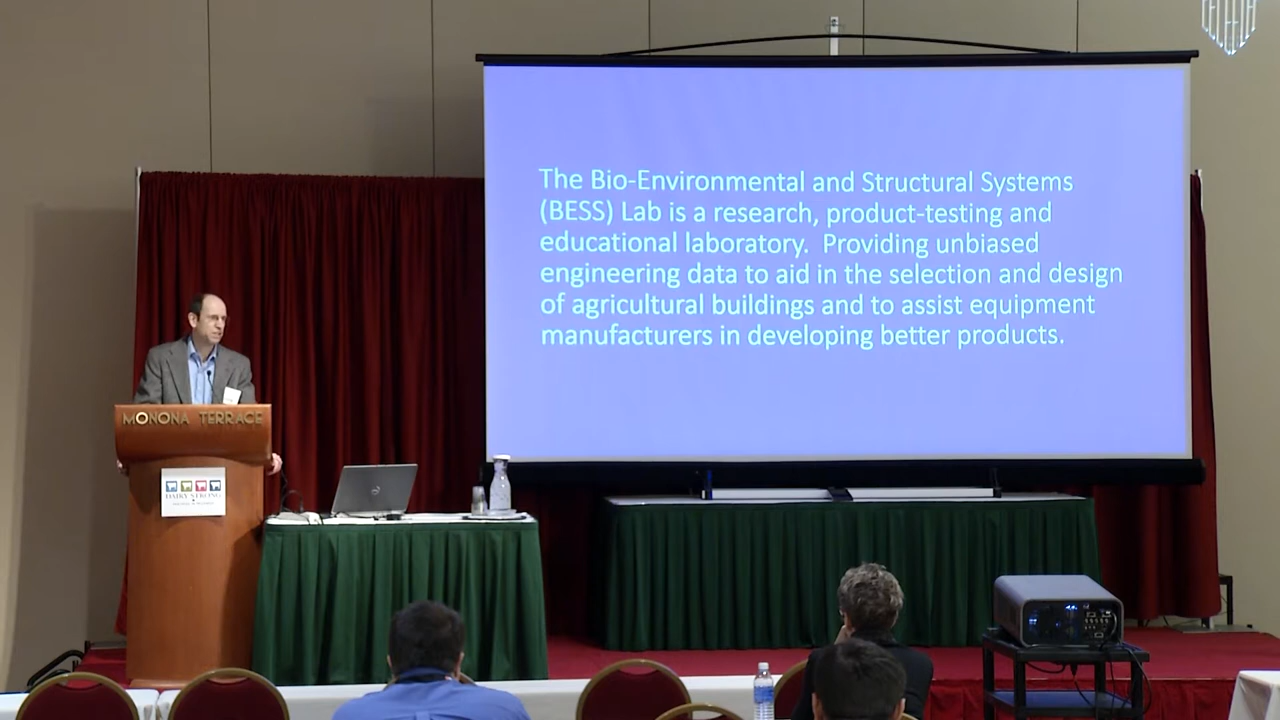 The Bio-Environmental and Structural Systems
(BESS) Lab is a research, product-testing and
educational laboratory.  Providing unbiased
engineering data to aid in the selection and design
of agricultural buildings and to assist equipment
manufacturers in developing better products.
MONONA TERRACE
DAIRY STRONG